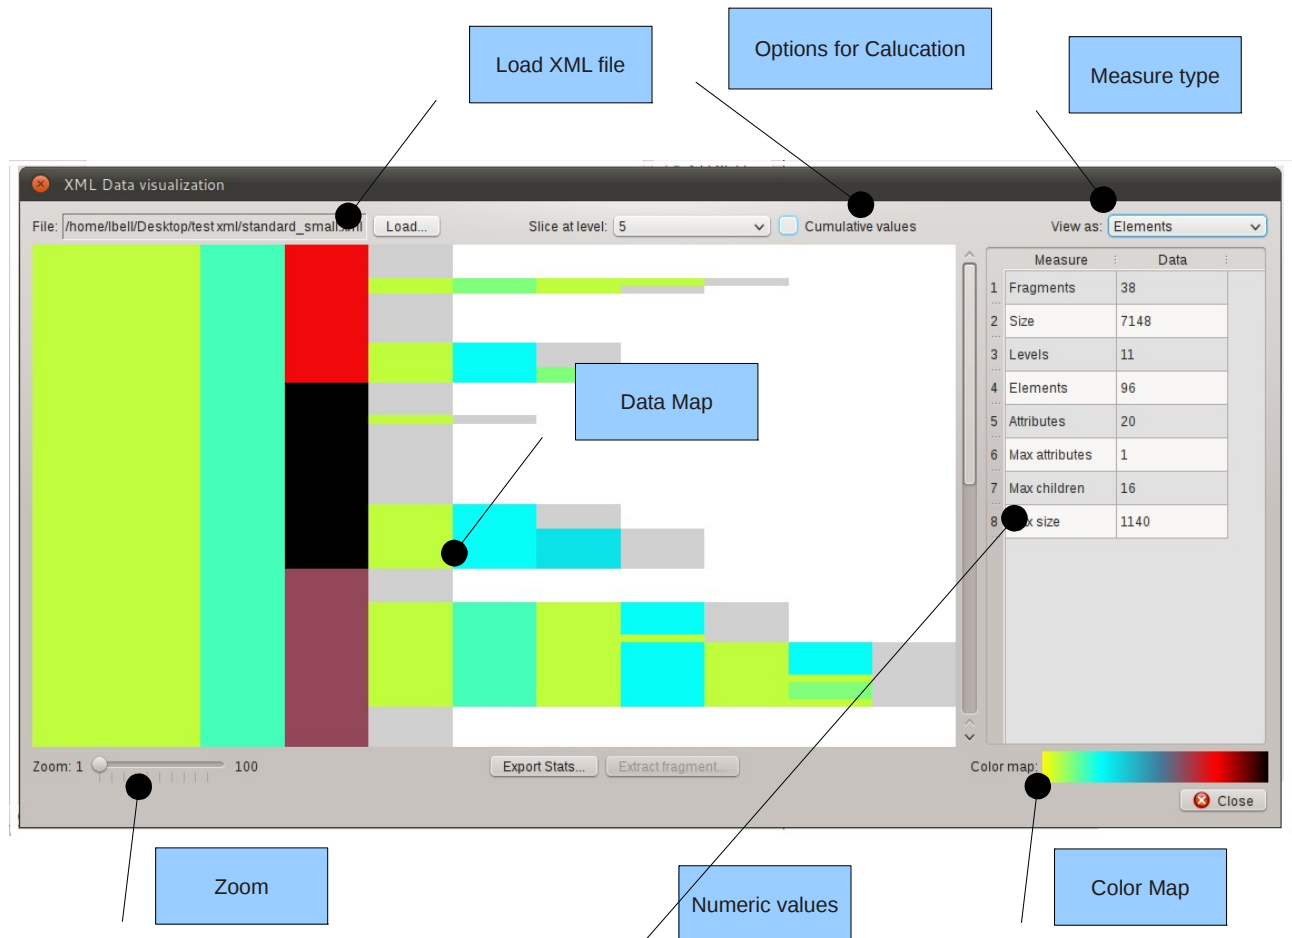 Load XML file
Options for Calucation
Measure type
XML Data visualization
File: /home/lbell/Desktop/test xml/standard_small.xml Load... Slice at level: 5 Cumulative values View as: Elements
Measure Data
1 Fragments 38
2 Size 7148
3 Levels 11
4 Elements 96
5 Attributes 20
6 Max attributes 1
7 Max children 16
8 Max size 1140
Data Map
Zoom: 1 100 Export Stats... Extract fragment... Color map:
Close
Zoom
Numeric values
Color Map